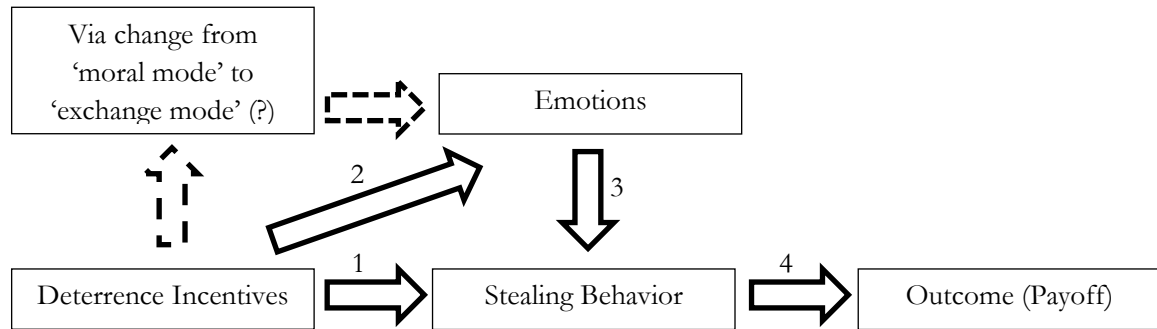 Via change from
‘moral mode’ to
‘exchange mode’ (?)
Emotions
2
3
1
4
Deterrence Incentives
Stealing Behavior
Outcome (Payoff)